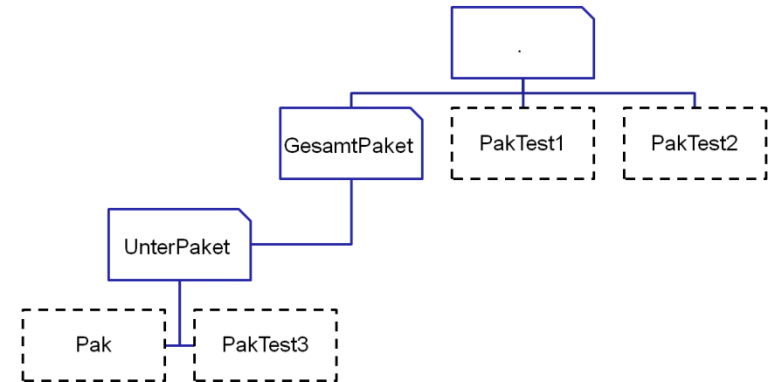 .
GesamtPaket
PakTest1
PakTest2
UnterPaket
Pak
PakTest3